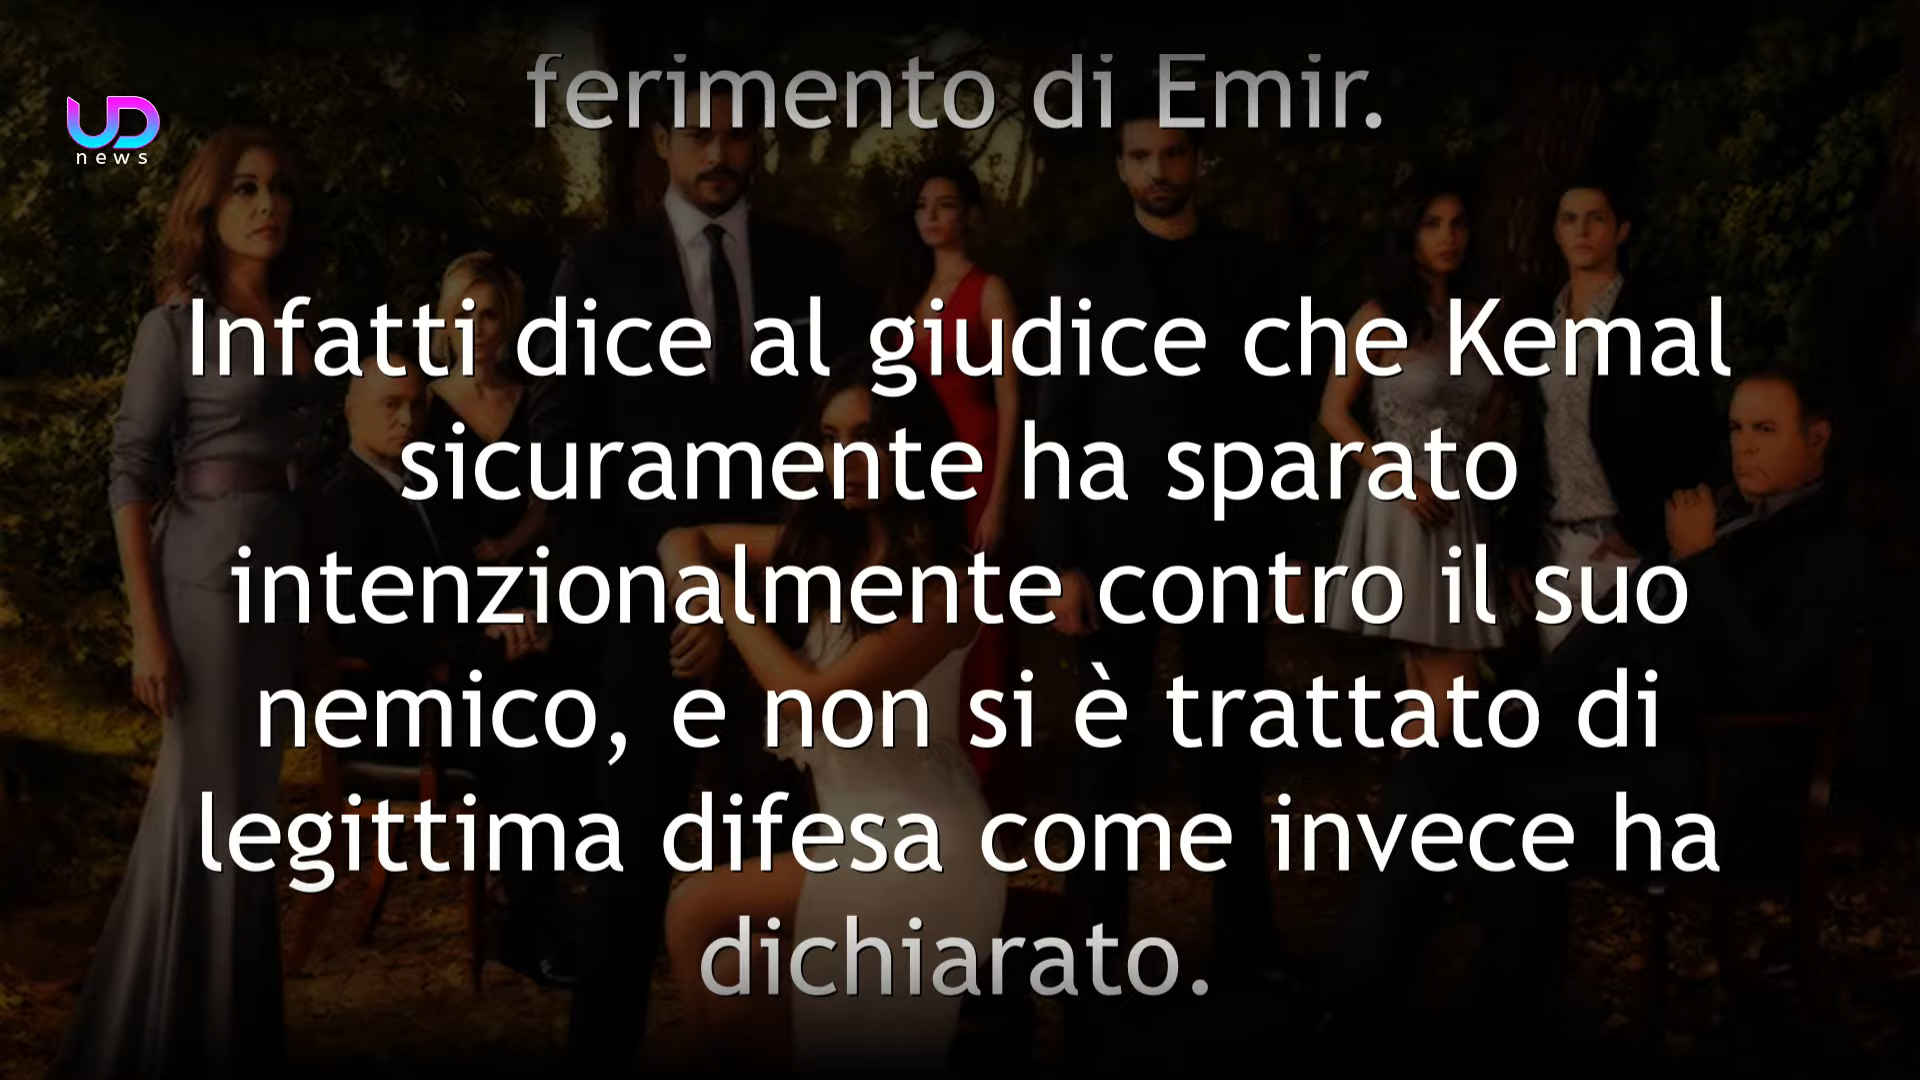 ferimento di Emir.
UD
news
Infatti dice al giudice che Kemal
sicuramente ha sparato
intenzionalmente contro il suo
nemico, e non si è trattato di
legittima difesa come invece ha
dichiarato.